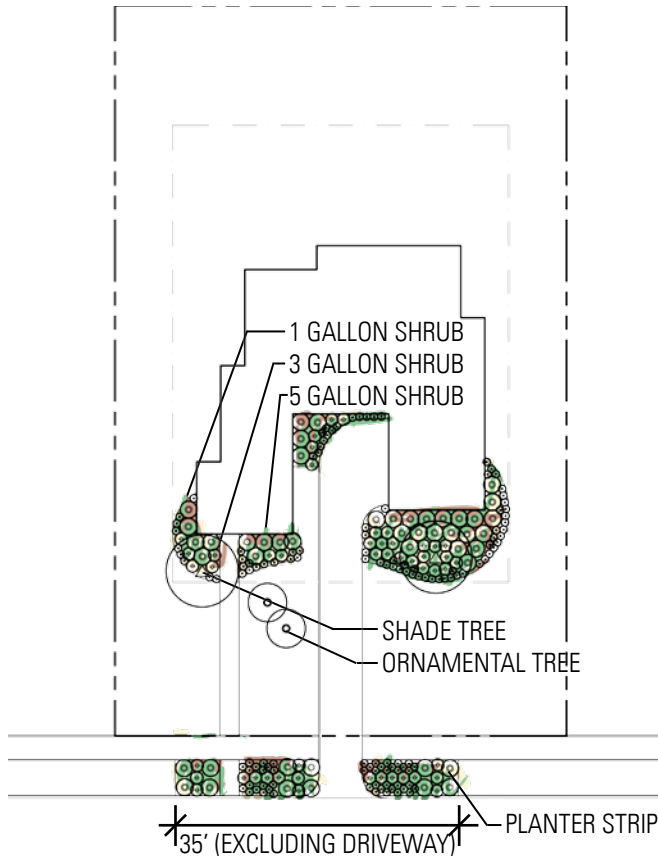 1 GALLON SHRUB
3 GALLON SHRUB
5 GALLON SHRUB
SHADE TREE
ORNAMENTAL TREE
PLANTER STRIP
35' (EXCLUDING DRIVEWAY)